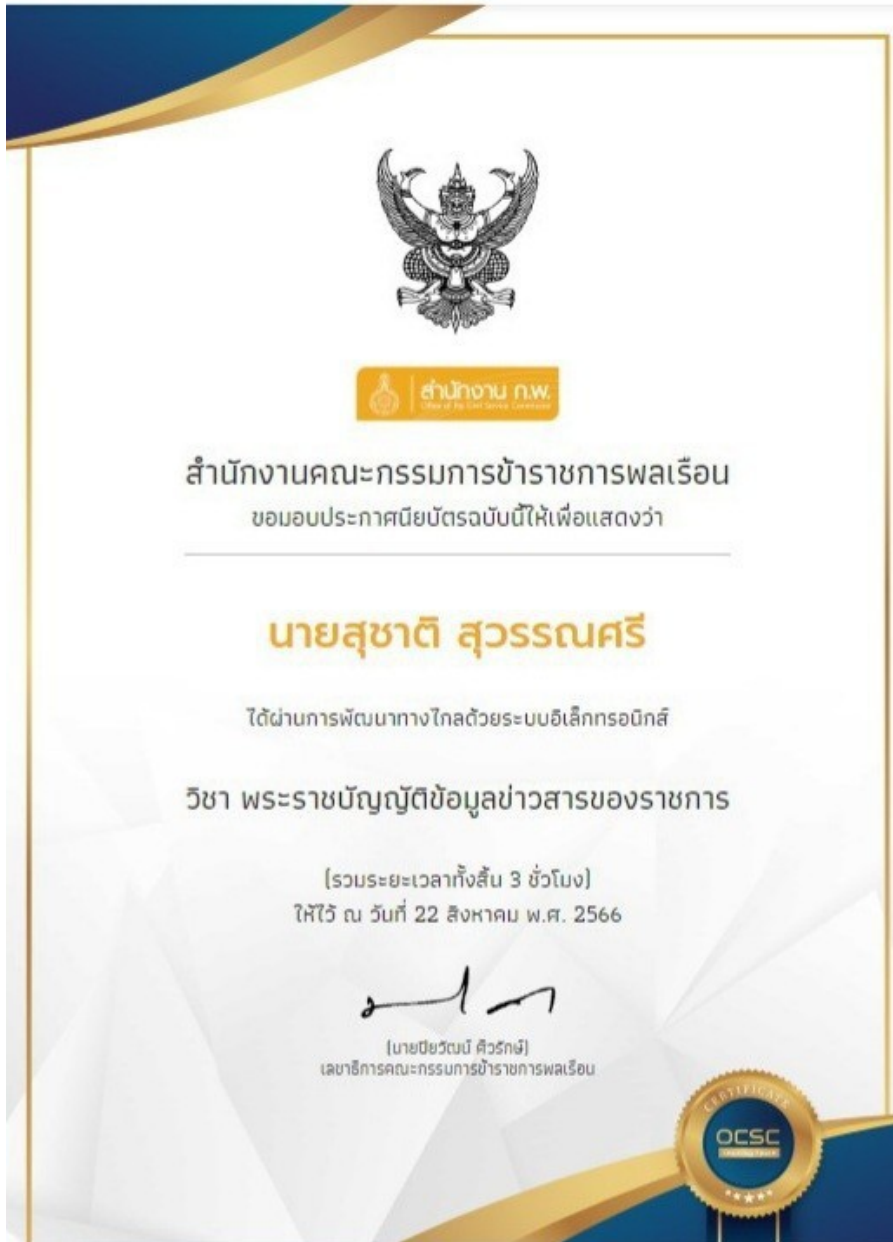 สำนักงาน ก.พ.
Office of the Civil Service Commission
สำนักงานคณะกรรมการข้าราชการพลเรือน
ขอมอบประกาศนียบัตรฉบับนี้ให้เพื่อแสดงว่า
นายสุชาติ สุวรรณศรี
ได้ผ่านการพัฒนาทางไกลด้วยระบบอิเล็กทรอนิกส์
วิชา พระราชบัญญัติข้อมูลข่าวสารของราชการ
(รวมระยะเวลาทั้งสิ้น 3 ชั่วโมง)
ให้ไว้ ณ วันที่ 22 สิงหาคม พ.ศ. 2566
(นายปิยวัฒน์ ศิวรักษ์)
เลขาธิการคณะกรรมการข้าราชการพลเรือน
CERTIFICATE
OCSC